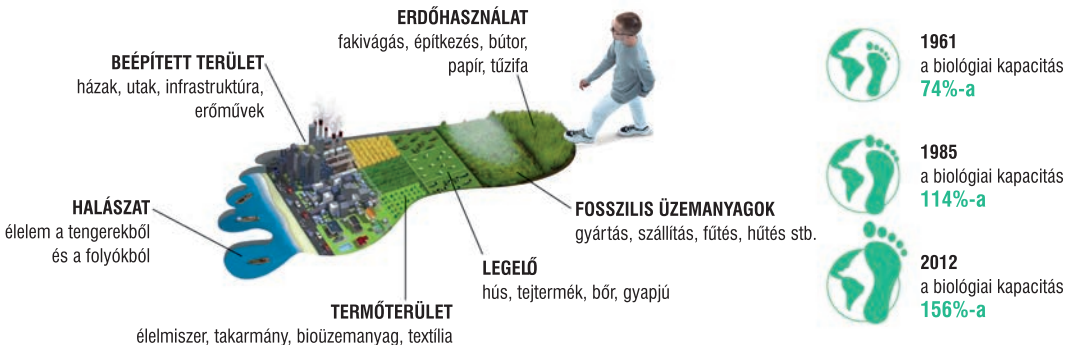 ERDŐHASZNÁLAT
fakivágás, építkezés, bútor,
papír, tűzifa
BEÉPÍTETT TERÜLET
házak, utak, infrastruktúra,
erőművek
HALÁSZAT
élelem a tengerekből
és a folyókból
FOSSZILIS ÜZEMANYAGOK
gyártás, szállítás, fűtés, hűtés stb.
LEGELŐ
hús, tejtermék, bőr, gyapjú
TERMŐTERÜLET
élelmiszer, takarmány, bioüzemanyag, textília
1961
a biológiai kapacitás
74%-a
1985
a biológiai kapacitás
114%-a
2012
a biológiai kapacitás
156%-a